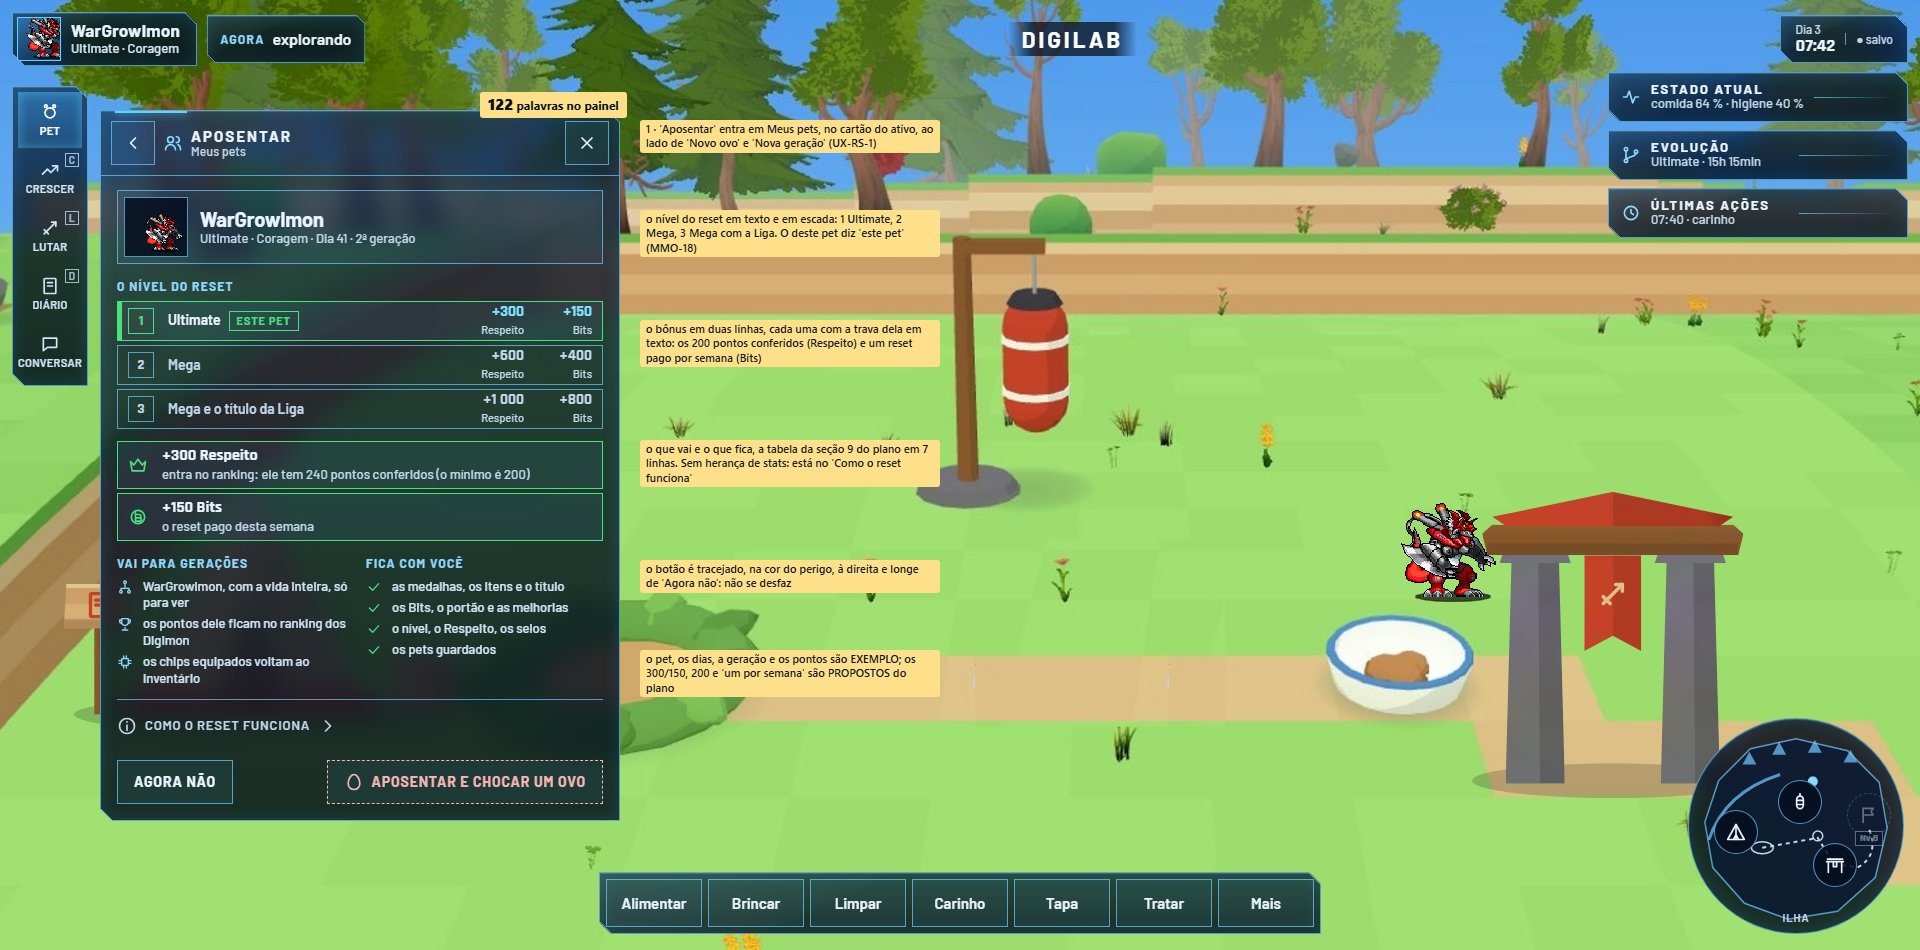 WarGrowlmon
Ultimate · Coragem
AGORA explorando
DIGILAB
Dia 3
07:42
salvo
PET
C
CRESCER
L
LUTAR
D
DIÁRIO
CONVERSAR
122 palavras no painel
APOSENTAR
Meus pets
WarGrowlmon
Ultimate · Coragem · Dia 41 · 2ª geração
O NÍVEL DO RESET
1 Ultimate ESTE PET +300 Respeito +150 Bits
2 Mega +600 Respeito +400 Bits
3 Mega e o título da Liga +1 000 Respeito +800 Bits
+300 Respeito
entra no ranking: ele tem 240 pontos conferidos (o mínimo é 200)
+150 Bits
o reset pago desta semana
VAI PARA GERAÇÕES
WarGrowlmon, com a vida inteira, só
para ver
os pontos dele ficam no ranking dos
Digimon
os chips equipados voltam ao
Inventário
FICA COM VOCÊ
as medalhas, os itens e o título
os Bits, o portão e as melhorias
o nível, o Respeito, os selos
os pets guardados
COMO O RESET FUNCIONA
AGORA NÃO
APOSENTAR E CHOCAR UM OVO
1 · 'Aposentar' entra em Meus pets, no cartão do ativo, ao
lado de 'Novo ovo' e 'Nova geração' (UX-RS-1)
o nível do reset em texto e em escada: 1 Ultimate, 2
Mega, 3 Mega com a Liga. O deste pet diz 'este pet'
(MMO-18)
o bônus em duas linhas, cada uma com a trava dela em
texto: os 200 pontos conferidos (Respeito) e um reset
pago por semana (Bits)
o que vai e o que fica, a tabela da seção 9 do plano em 7
linhas. Sem herança de stats: está no 'Como o reset
funciona'
o botão é tracejado, na cor do perigo, à direita e longe
de 'Agora não': não se desfaz
o pet, os dias, a geração e os pontos são EXEMPLO; os
300/150, 200 e 'um por semana' são PROPOSTOS do
plano
ESTADO ATUAL
comida 64 % · higiene 40 %
EVOLUÇÃO
Ultimate · 15h 15min
ÚLTIMAS AÇÕES
07:40 · carinho
Alimentar
Brincar
Limpar
Carinho
Tapa
Tratar
Mais
ILHA